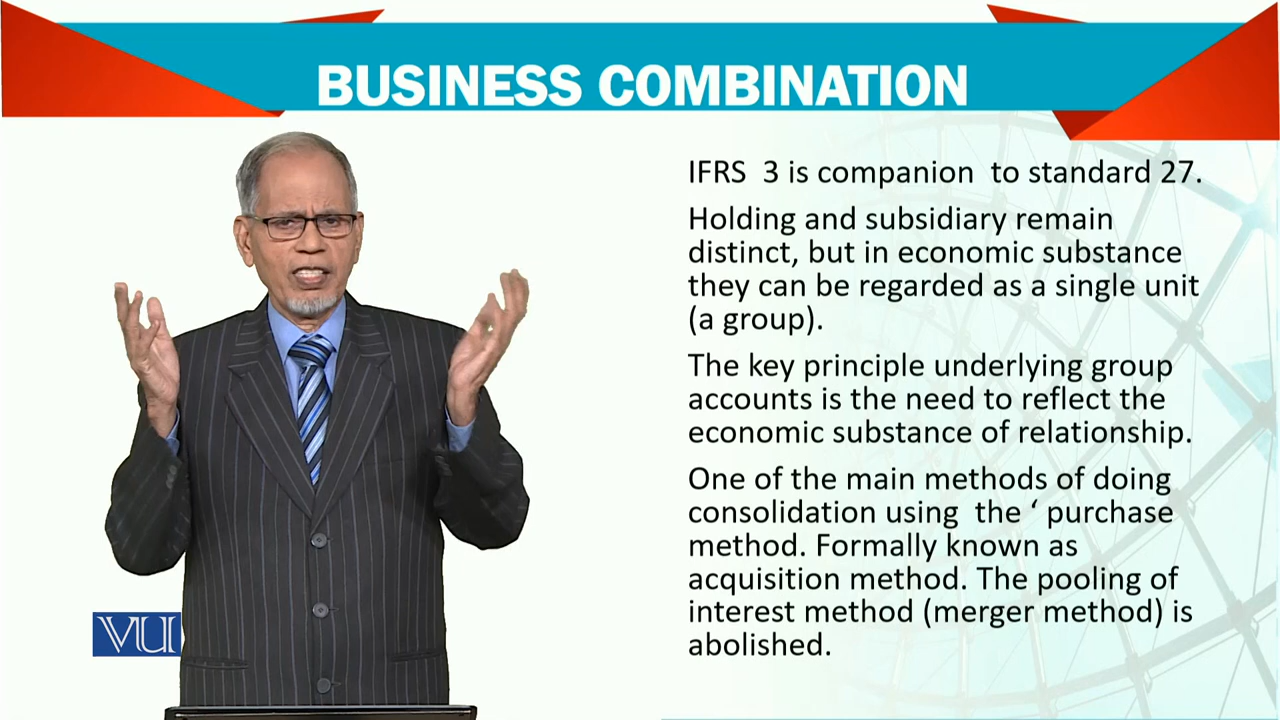 BUSINESS COMBINATION
IFRS 3 is companion to standard 27.
Holding and subsidiary remain
distinct, but in economic substance
they can be regarded as a single unit
(a group).
The key principle underlying group
accounts is the need to reflect the
economic substance of relationship.
One of the main methods of doing
consolidation using the ‘ purchase
method. Formally known as
acquisition method. The pooling of
interest method (merger method) is
abolished.
VU